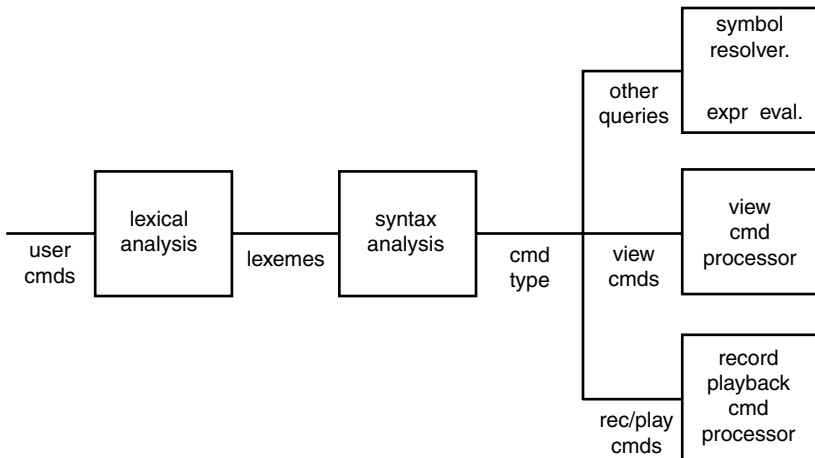 symbol
resolver.
expr eval.
other
queries
lexical
analysis
syntax
analysis
view
cmd
processor
user
cmds
lexemes
cmd
type
view
cmds
record
playback
cmd
processor
rec/play
cmds